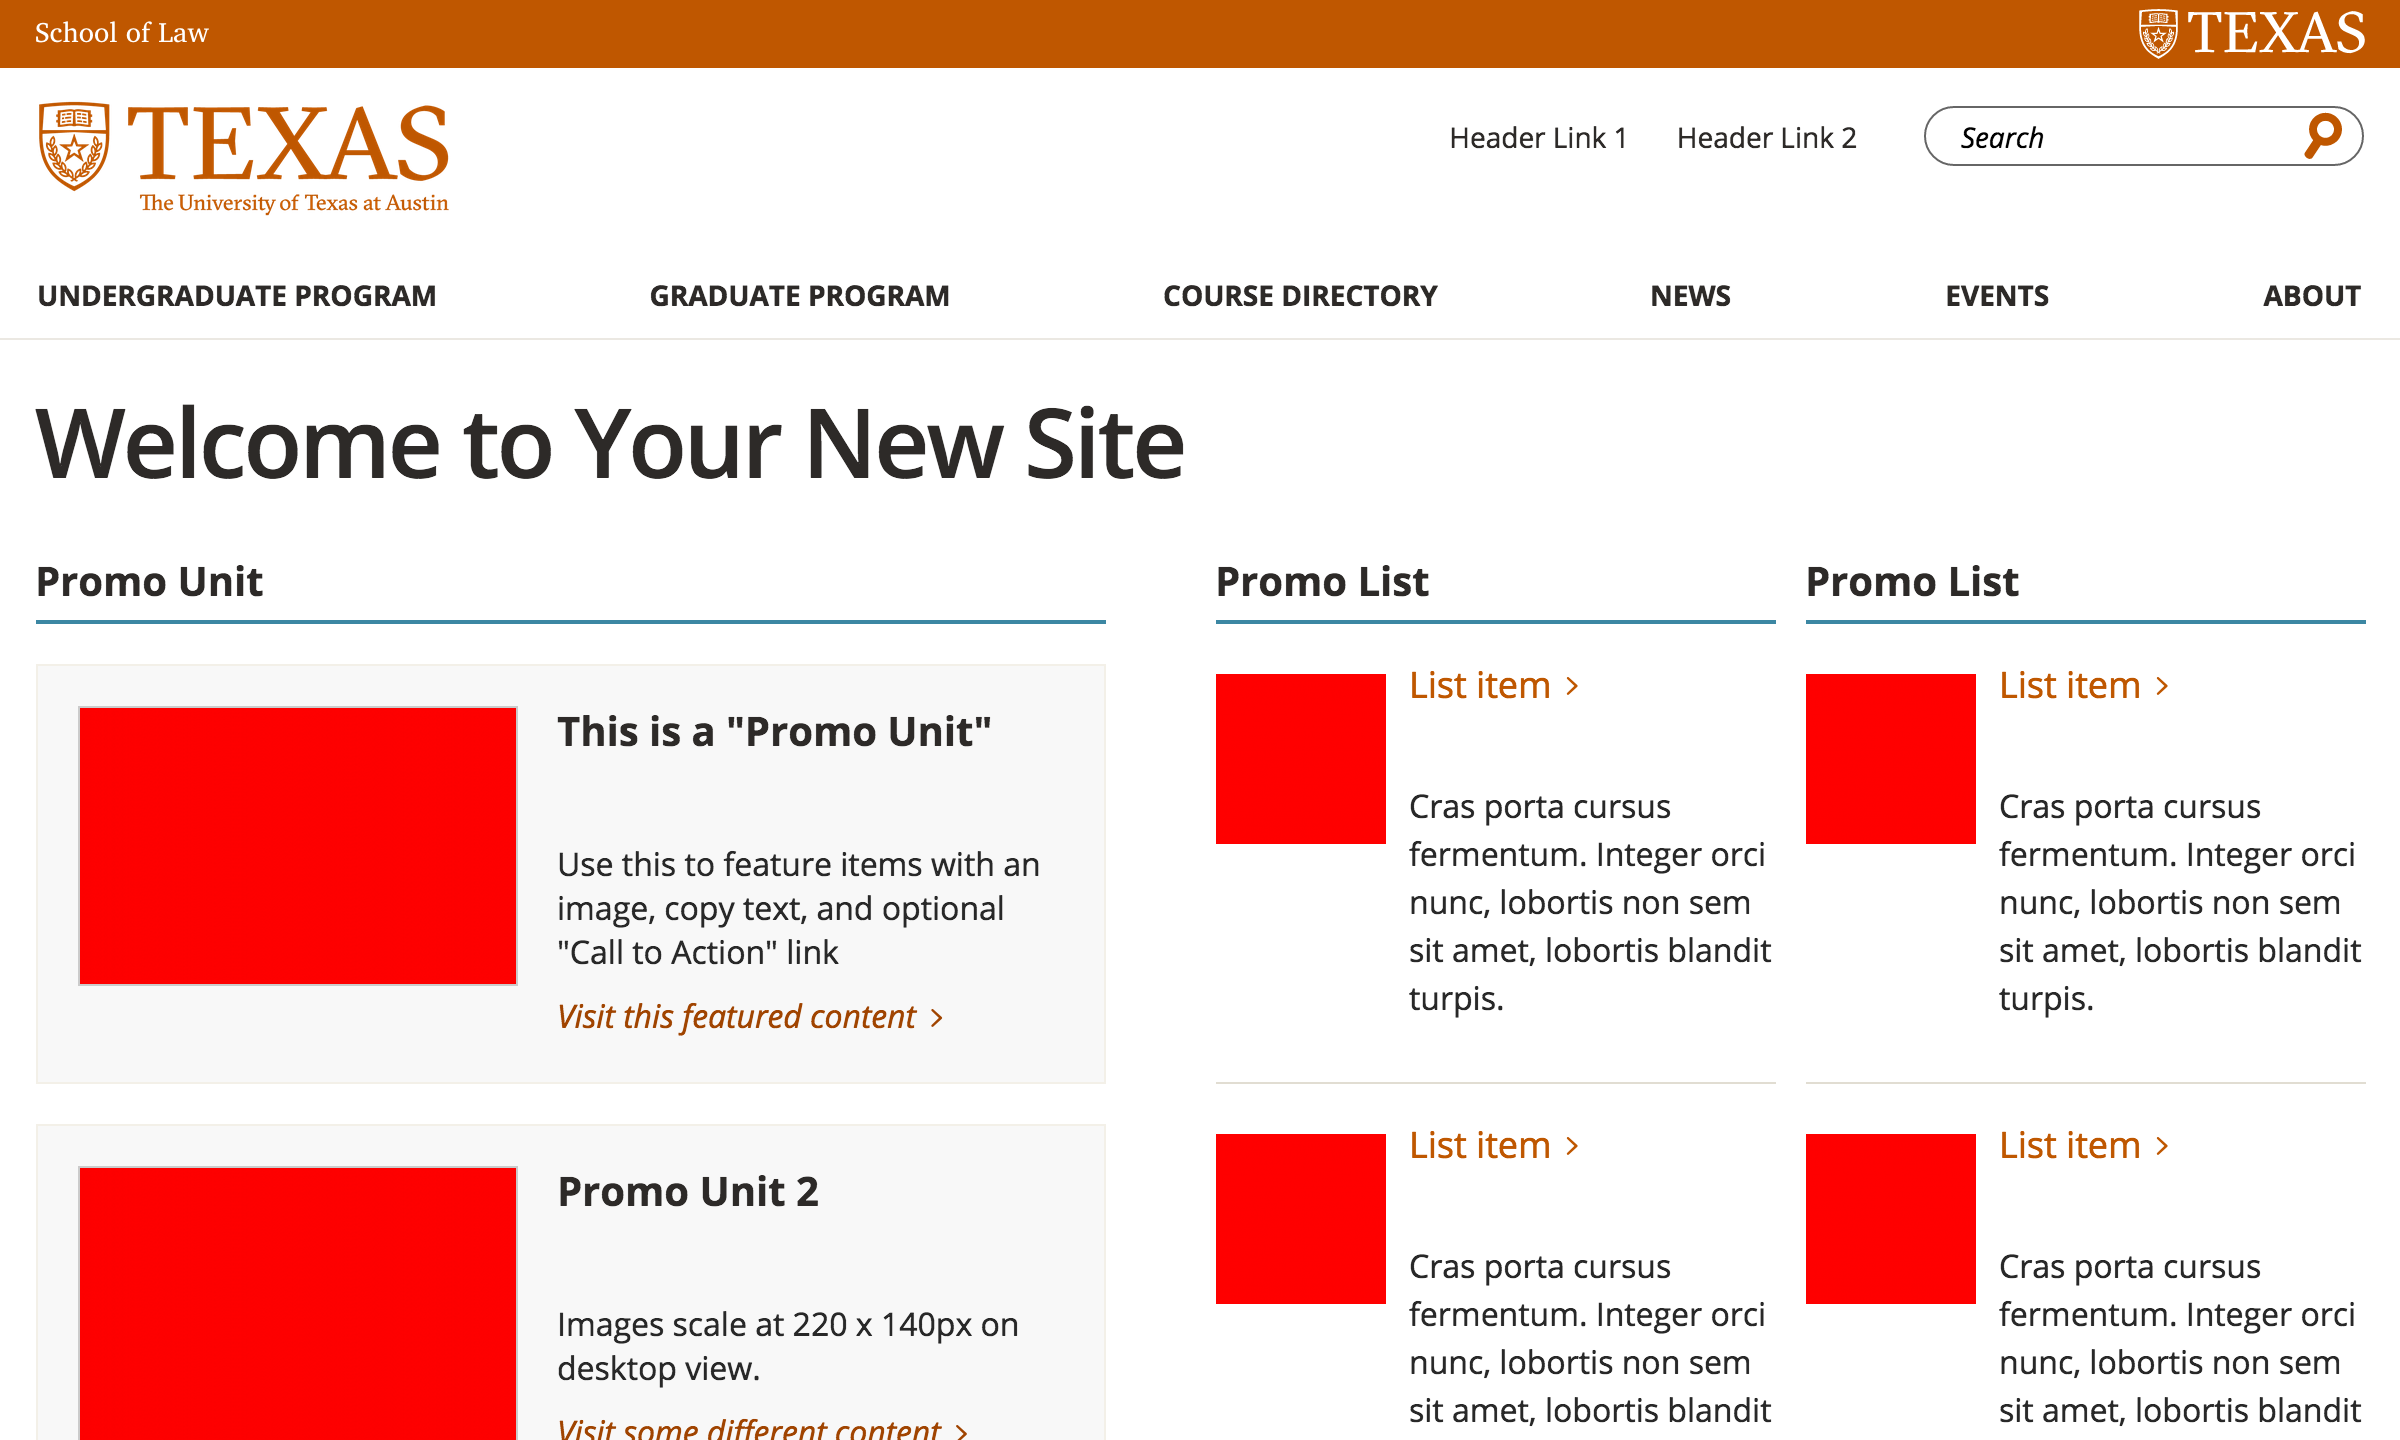 School of Law
TEXAS
TEXAS
The University of Texas at Austin
Header Link 1
Header Link 2
Search
UNDERGRADUATE PROGRAM
GRADUATE PROGRAM
COURSE DIRECTORY
NEWS
EVENTS
ABOUT
Welcome to Your New Site
Promo Unit
This is a "Promo Unit"
Use this to feature items with an
image, copy text, and optional
"Call to Action" link
Visit this featured content >
Promo Unit 2
Images scale at 220 x 140px on
desktop view.
Visit some different content >
Promo List
List item >
Cras porta cursus
fermentum. Integer orci
nunc, lobortis non sem
sit amet, lobortis blandit
turpis.
List item >
Cras porta cursus
fermentum. Integer orci
nunc, lobortis non sem
sit amet, lobortis blandit
Promo List
List item >
Cras porta cursus
fermentum. Integer orci
nunc, lobortis non sem
sit amet, lobortis blandit
turpis.
List item >
Cras porta cursus
fermentum. Integer orci
nunc, lobortis non sem
sit amet, lobortis blandit